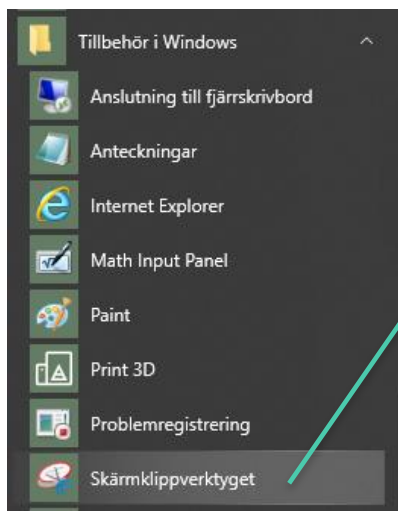 Tillbehör i Windows
Anslutning till fjärrskrivbord
Anteckningar
Internet Explorer
Math Input Panel
Paint
Print 3D
Problemregistrering
Skärmklippverktyget